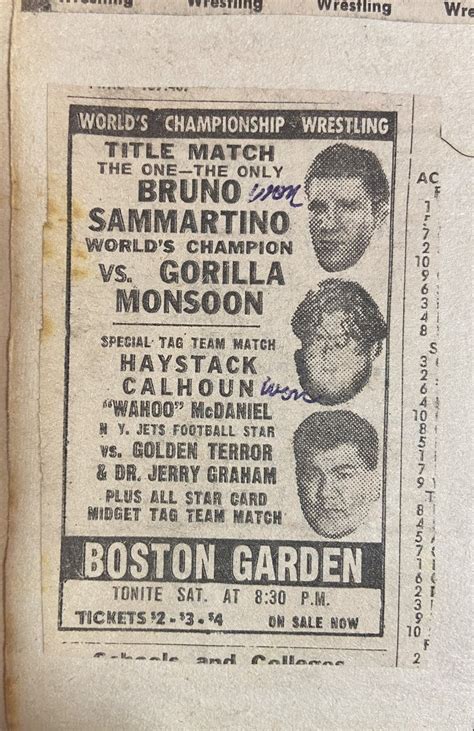 Wrestling Wrestling
WORLD'S CHAMPIONSHIP WRESTLING
TITLE MATCH
THE ONE—THE ONLY
BRUNO won
SAMMARTINO
WORLD'S CHAMPION
VS. GORILLA
MONSOON
SPECIAL TAG TEAM MATCH
HAYSTACK
CALHOUN won
"WAHOO" McDANIEL
N Y. JETS FOOTBALL STAR
vs. GOLDEN TERROR
& DR. JERRY GRAHAM
PLUS ALL STAR CARD
MIDGET TAG TEAM MATCH
BOSTON GARDEN
TONITE SAT. AT 8:30 P.M.
TICKETS $2-$3-$4 ON SALE NOW
Schools and Colleges